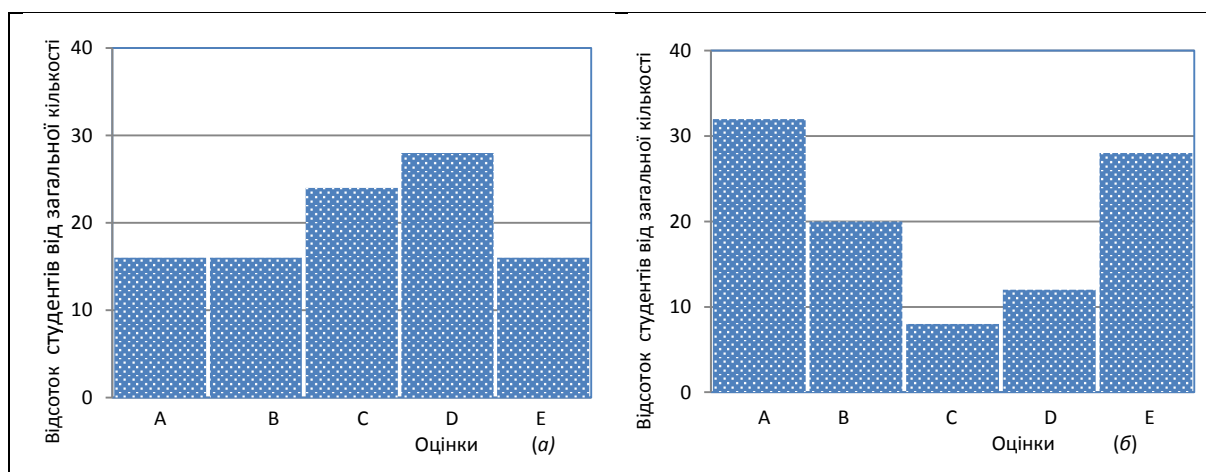 Відсоток студентів від загальної кількості
40
30
20
10
0
A B C D E
Оцінки (а)
Відсоток студентів від загальної кількості
40
30
20
10
0
A B C D E
Оцінки (б)